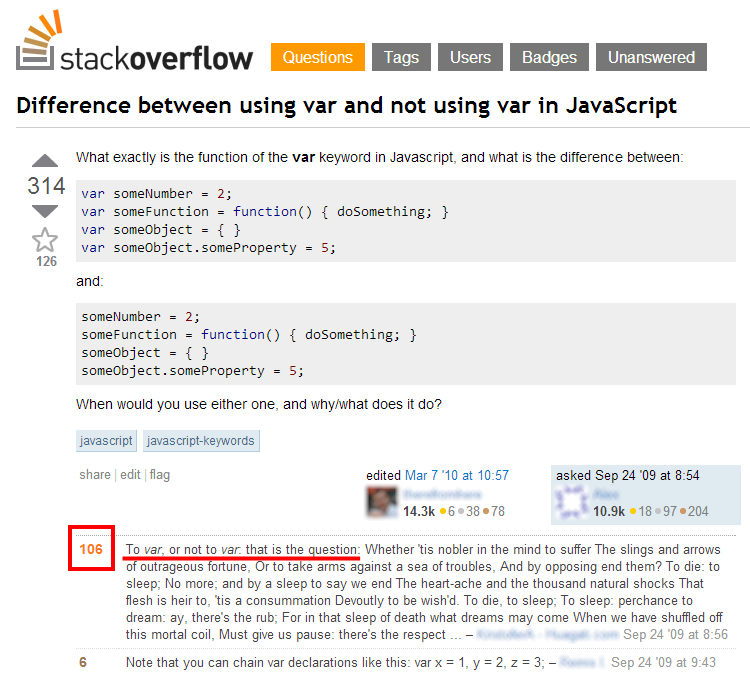 stackoverflow
Questions
Tags
Users
Badges
Unanswered
Difference between using var and not using var in JavaScript
What exactly is the function of the var keyword in Javascript, and what is the difference between:
314
126
var someNumber = 2;
var someFunction = function() { doSomething; }
var someObject = { }
var someObject.someProperty = 5;
and:
someNumber = 2;
someFunction = function() { doSomething; }
someObject = { }
someObject.someProperty = 5;
When would you use either one, and why/what does it do?
javascript
javascript-keywords
share | edit | flag
edited Mar 7 '10 at 10:57
14.3k ●6 ●38 ●78
asked Sep 24 '09 at 8:54
10.9k ●18 ●97 ●204
106
To var, or not to var: that is the question: Whether 'tis nobler in the mind to suffer The slings and arrows
of outrageous fortune, Or to take arms against a sea of troubles, And by opposing end them? To die: to
sleep; No more; and by a sleep to say we end The heart-ache and the thousand natural shocks That
flesh is heir to, 'tis a consummation Devoutly to be wish'd. To die, to sleep; To sleep: perchance to
dream: ay, there's the rub; For in that sleep of death what dreams may come When we have shuffled off
this mortal coil, Must give us pause: there's the respect ... – Sep 24 '09 at 8:56
6
Note that you can chain var declarations like this: var x = 1, y = 2, z = 3; – Sep 24 '09 at 9:43